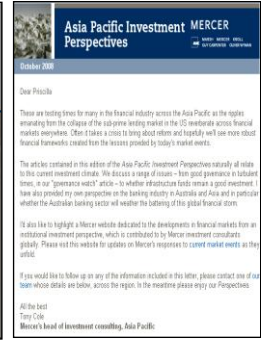 Asia Pacific Investment
Perspectives
MERCER
MARSH MERCER KROLL
GUY CARPENTER OLIVER WYMAN
October 2008
Dear Priscilla
These are testing times for many in the financial industry across the Asia Pacific as the ripples
emanating from the collapse of the sub-prime lending market in the US reverberate across financial
markets everywhere. Often it takes a crisis to bring about reform and hopefully we'll see more robust
financial frameworks created from the lessons provided by today's market events.
The articles contained in this edition of the Asia Pacific Investment Perspectives naturally all relate
to this current investment climate. We discuss a range of issues – from good governance in turbulent
times, in our "governance watch" article – to whether infrastructure funds remain a good investment. I
have also provided my own perspective on the banking industry in Australia and Asia and in particular
whether the Australian banking sector will weather the battering of this global financial storm.
I'd also like to highlight a Mercer website dedicated to the developments in financial markets from an
institutional investment perspective, which is contributed to by Mercer investment consultants
globally. Please visit this website for updates on Mercer's responses to current market events as they
unfold.
If you would like to follow up on any of the information included in this letter, please contact one of our
team whose details are below, across the region. In the meantime please enjoy our Perspectives.
All the best
Tony Cole
Mercer's head of investment consulting, Asia Pacific